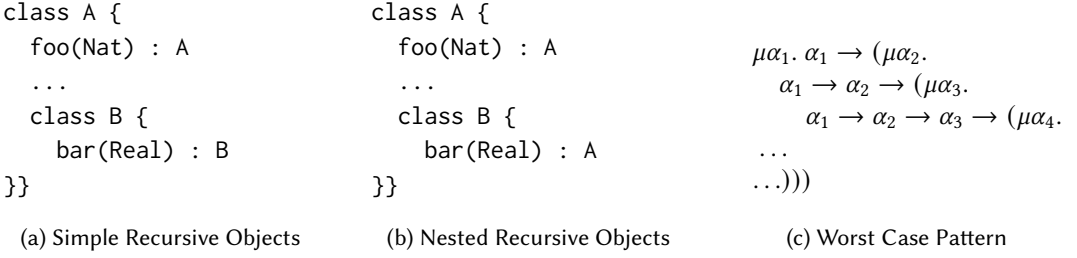 class A {
  foo(Nat) : A
  ...
  class B {
    bar(Real) : B
}}
(a) Simple Recursive Objects
class A {
  foo(Nat) : A
  ...
  class B {
    bar(Real) : A
}}
(b) Nested Recursive Objects
μα₁. α₁ → (μα₂.
  α₁ → α₂ → (μα₃.
    α₁ → α₂ → α₃ → (μα₄.
...
...)))
(c) Worst Case Pattern